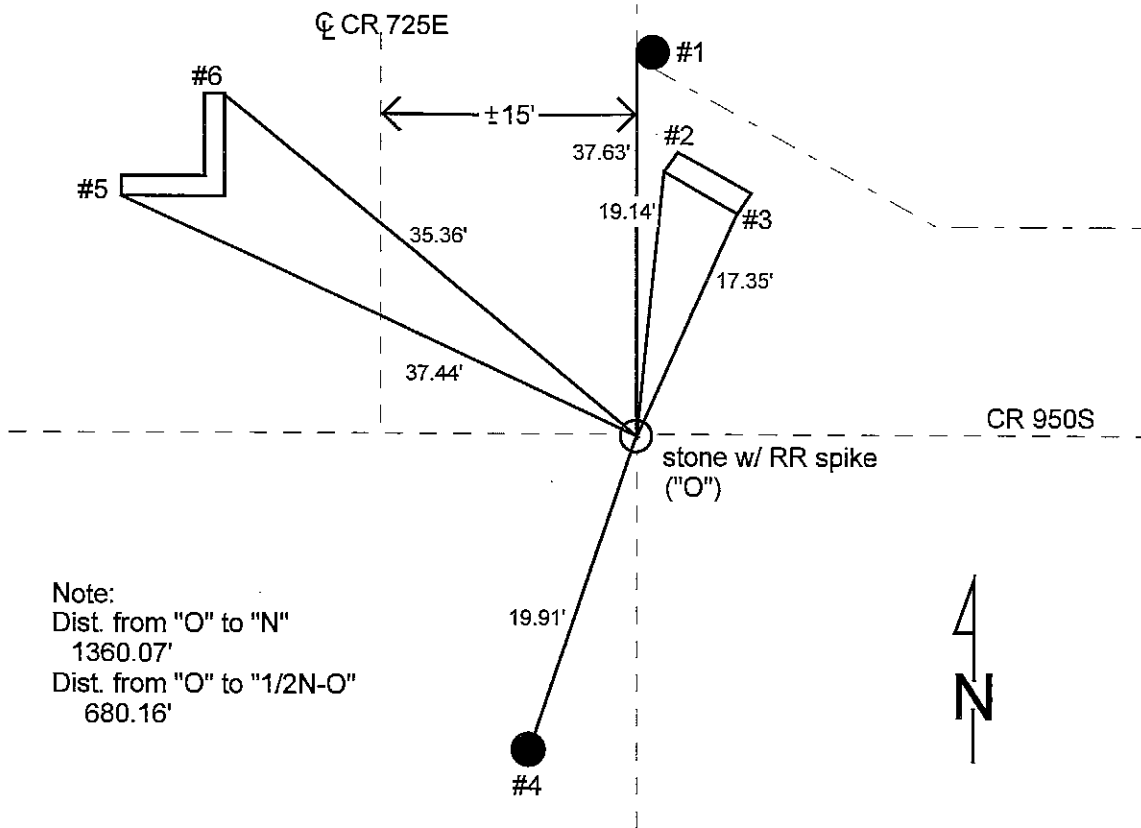 ℄ CR 725E
#1
#6
±15'
#2
37.63'
#5
#3
19.14'
35.36'
17.35'
37.44'
CR 950S
stone w/ RR spike
("O")
Note:
Dist. from "O" to "N"
1360.07'
Dist. from "O" to "1/2N-O"
680.16'
19.91'
N
#4